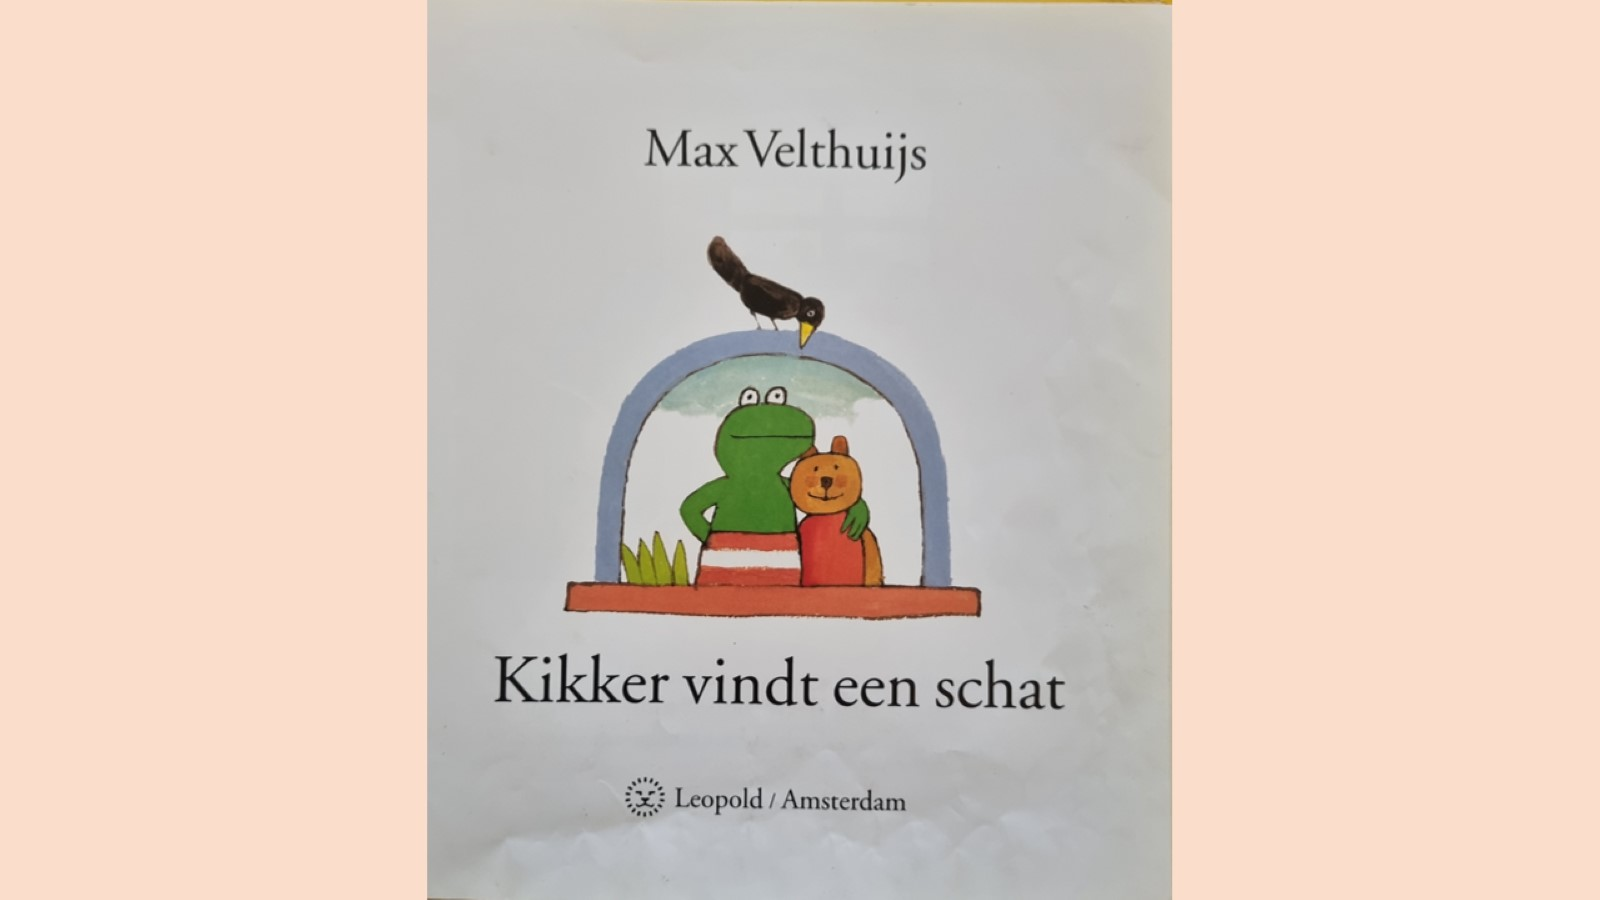 Max Velthuijs
Kikker vindt een schat
Leopold / Amsterdam